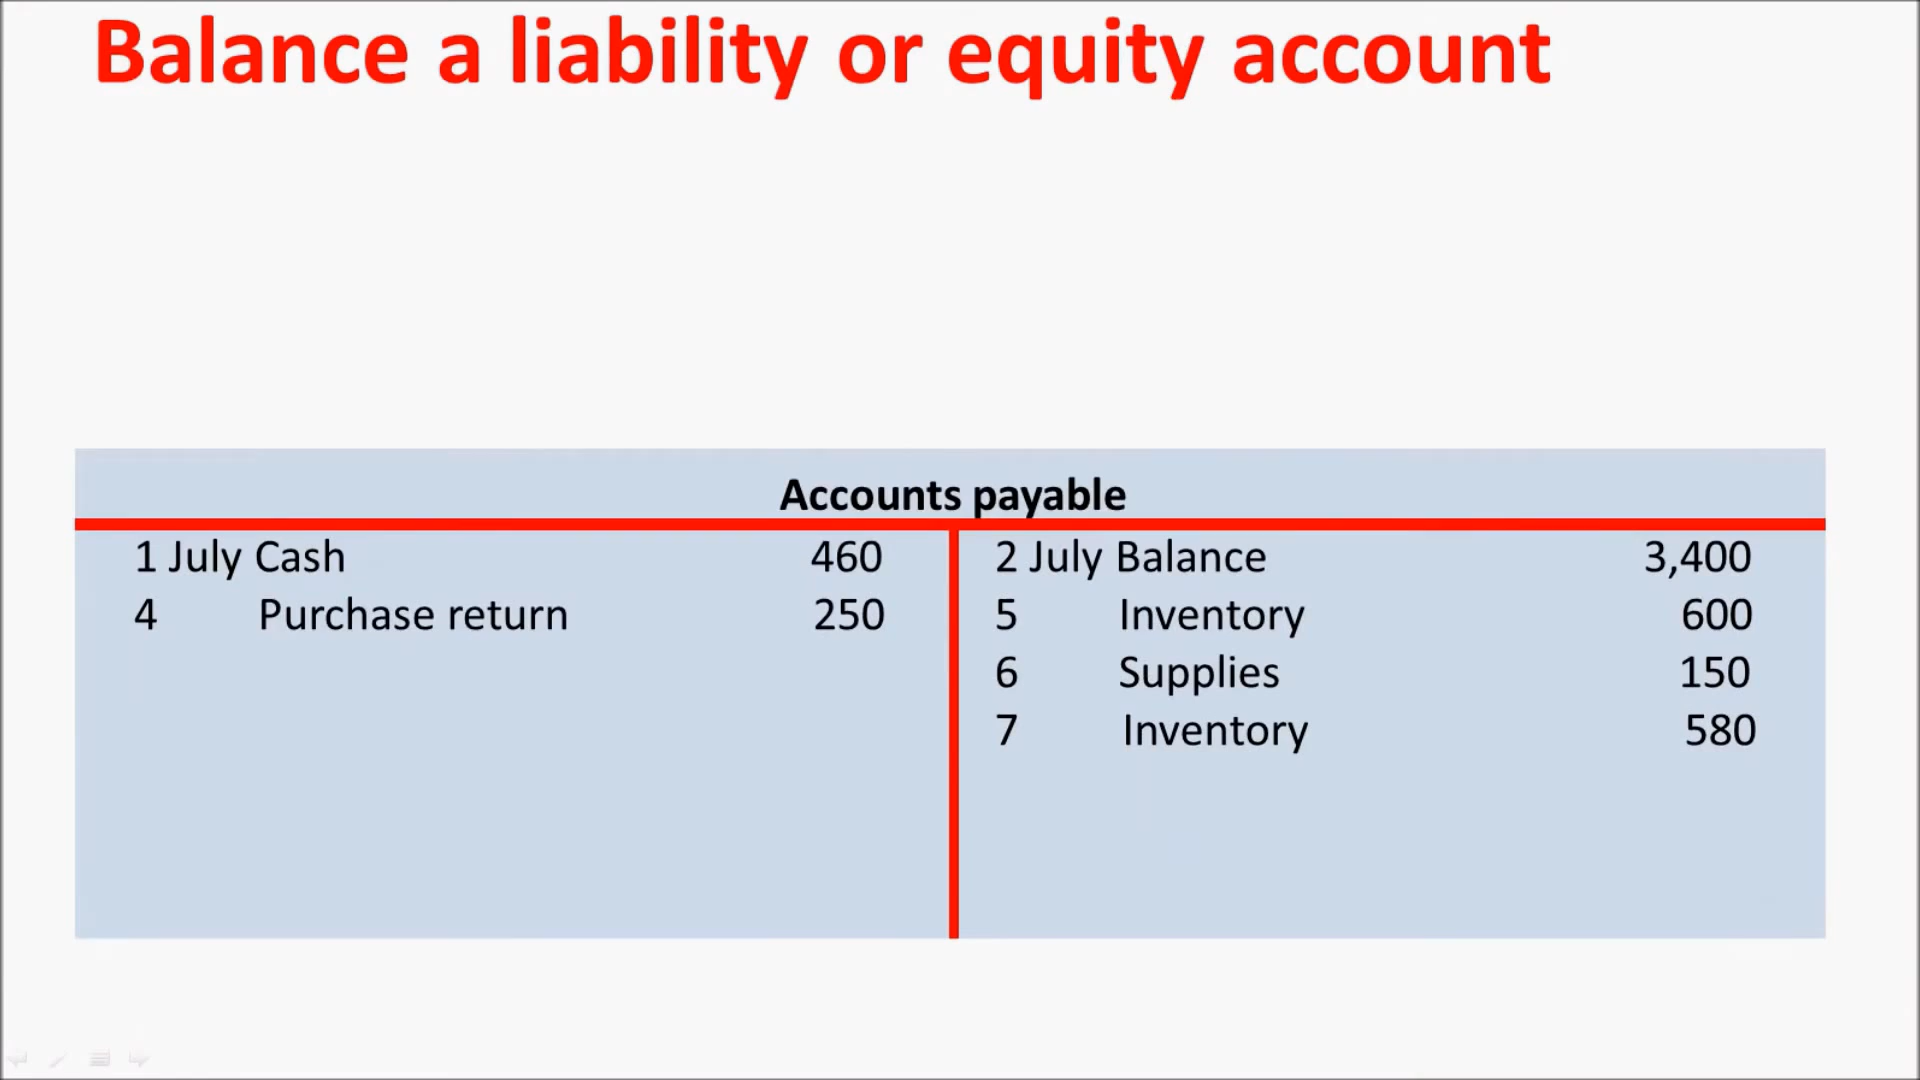 Balance a liability or equity account
Accounts payable
1 July Cash 460
4 Purchase return 250
2 July Balance 3,400
5 Inventory 600
6 Supplies 150
7 Inventory 580